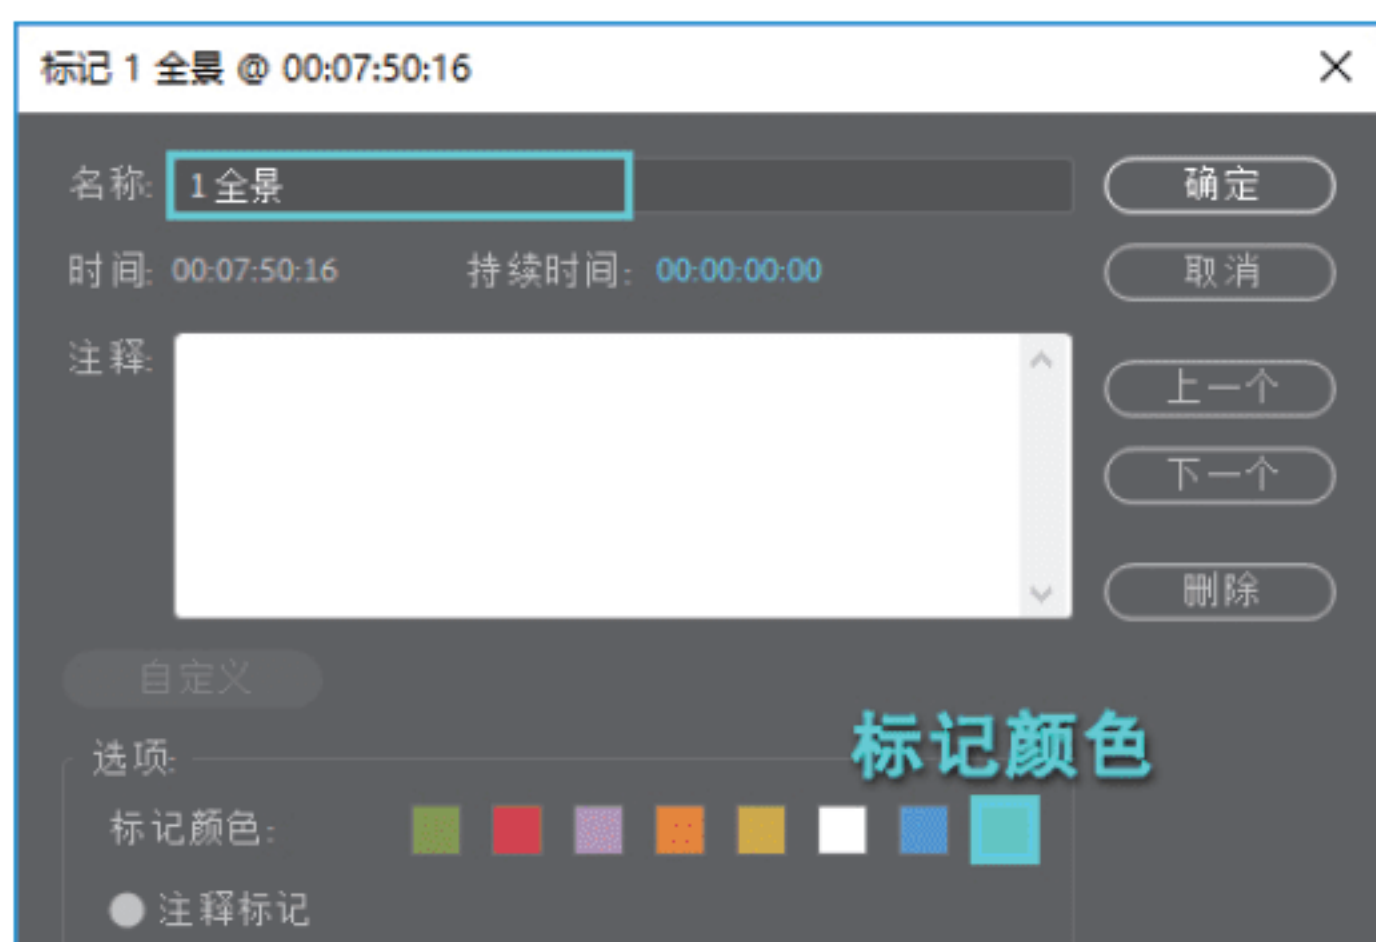 标记 1 全景 @ 00:07:50:16
名称: 1 全景 确定
时间: 00:07:50:16 持续时间: 00:00:00:00 取消
注释:
上一个
下一个
删除
自定义
标记颜色
选项:
标记颜色:
注释标记